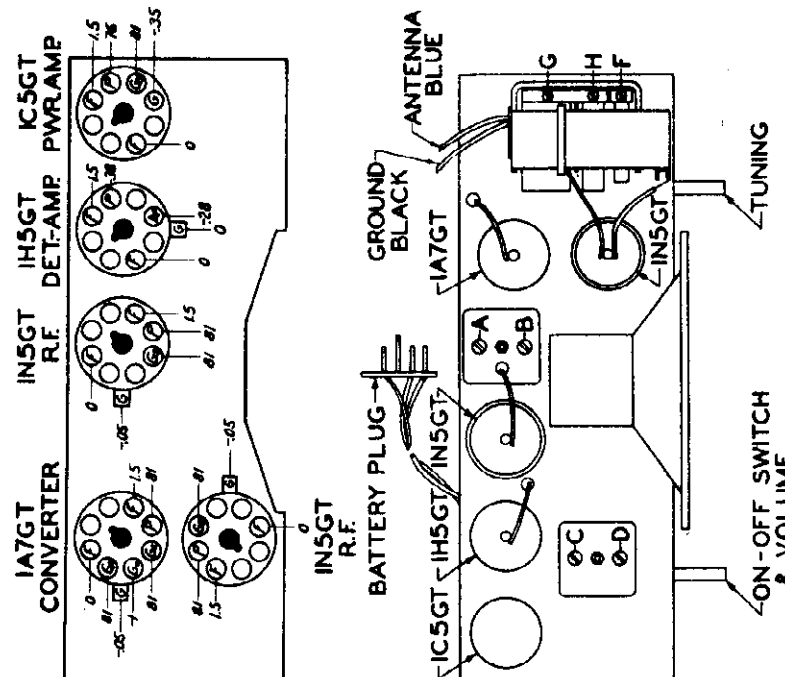 1A7GT
CONVERTER
0
81
-.05
-1
81
1.5
81
F
G
P
1N5GT
R.F.
0
-.05
1.5
81
81
F
P
G
1H5GT
DET.-AMP.
1.5
.38
-.28
0
0
F
P
G
1C5GT
PWR.AMP.
1.5
76
81
-.35
0
F
P
G
81
81
1.5
-.05
0
F
P
G
1N5GT
R.F.
BATTERY PLUG
GROUND
BLACK
ANTENNA
BLUE
1C5GT
1H5GT
1N5GT
1A7GT
1N5GT
A
B
C
D
G
H
F
ON-OFF SWITCH
& VOLUME
TUNING